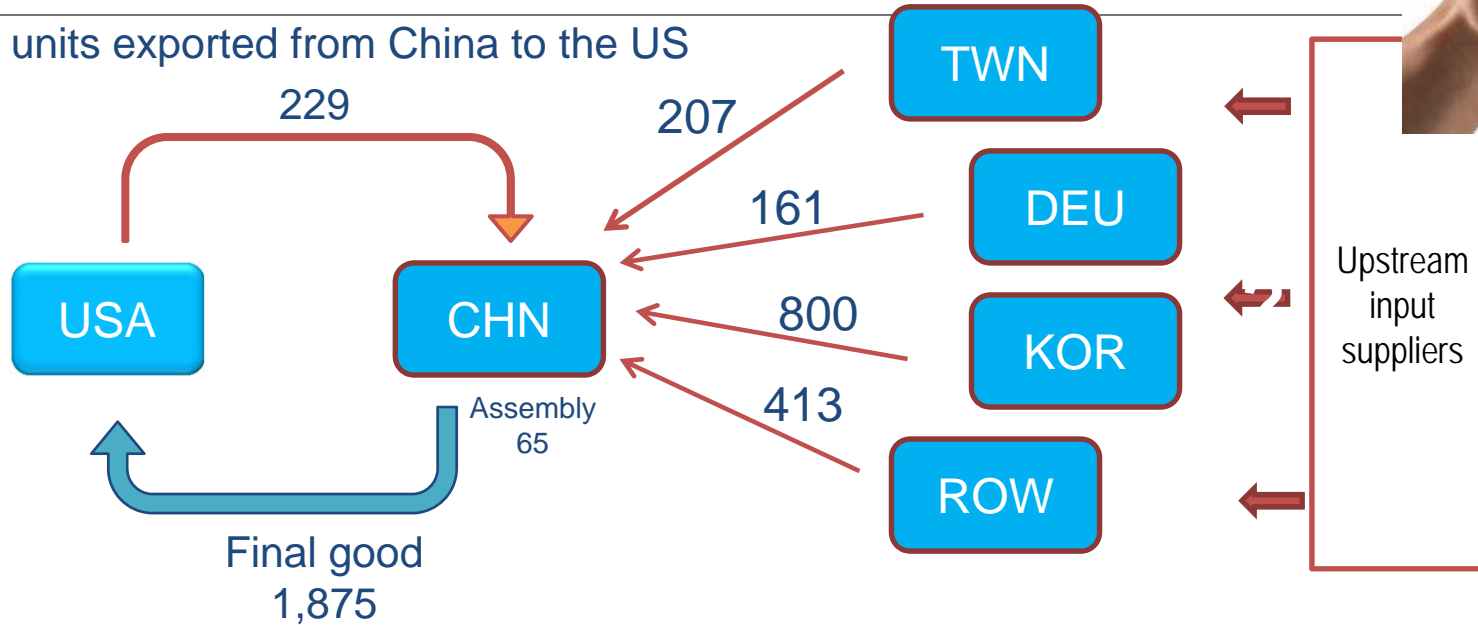 units exported from China to the US
229
TWN
207
DEU
161
USA
CHN
800
KOR
Upstream
input
suppliers
Assembly
65
413
ROW
Final good
1,875